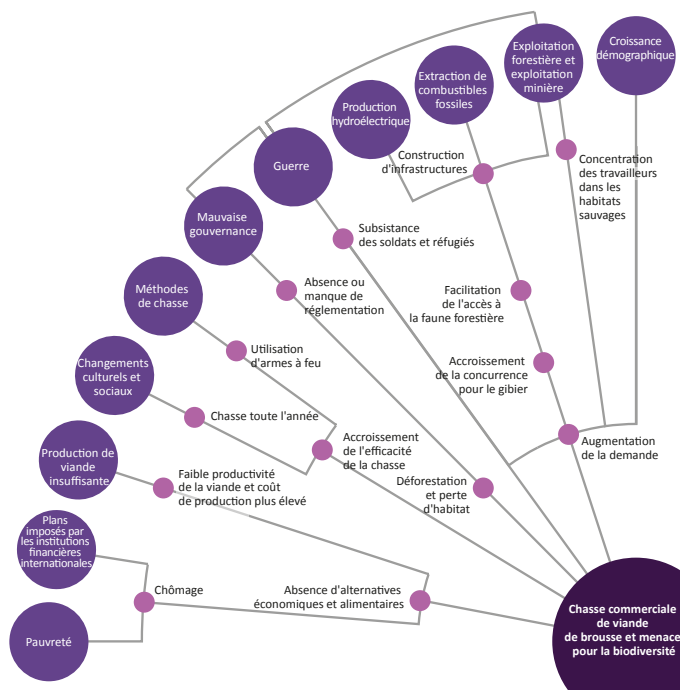 Croissance
démographique
Exploitation
forestière et
exploitation
minière
Extraction de
combustibles
fossiles
Production
hydroélectrique
Guerre
Mauvaise
gouvernance
Méthodes
de chasse
Changements
culturels et
sociaux
Production de
viande
insuffisante
Plans
imposés par
les institutions
financières
internationales
Pauvreté
Construction
d'infrastructures
Concentration
des travailleurs
dans les
habitats
sauvages
Subsistance
des soldats et réfugiés
Absence ou
manque de
réglementation
Facilitation
de l'accès à
la faune forestière
Utilisation
d'armes à feu
Accroissement
de la concurrence
pour le gibier
Chasse toute l'année
Accroissement
de l'efficacité
de la chasse
Augmentation
de la demande
Faible productivité
de la viande et coût
de production plus élevé
Déforestation
et perte
d'habitat
Chômage
Absence d'alternatives
économiques et alimentaires
Chasse commerciale
de viande
de brousse et menace
pour la biodiversité